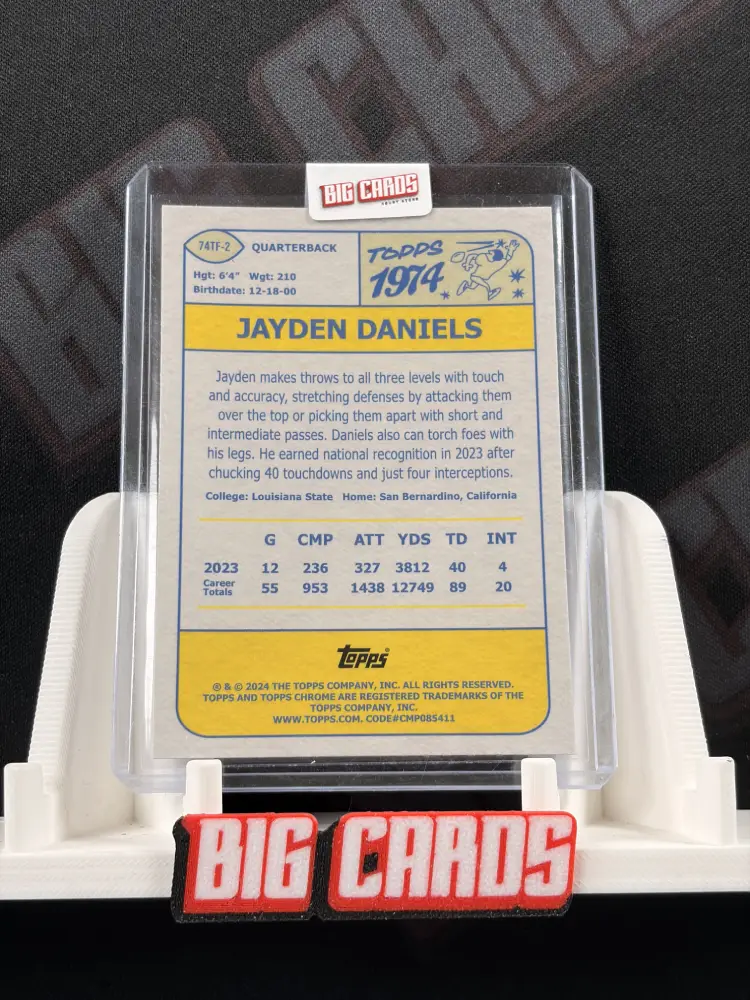 BIG CHIE
BIG CARDS
74TF-2
QUARTERBACK
Hgt: 6'4" Wgt: 210
Birthdate: 12-18-00
TOPPS
1974
JAYDEN DANIELS
Jayden makes throws to all three levels with touch
and accuracy, stretching defenses by attacking them
over the top or picking them apart with short and
intermediate passes. Daniels also can torch foes with
his legs. He earned national recognition in 2023 after
chucking 40 touchdowns and just four interceptions.
College: Louisiana State Home: San Bernardino, California
G CMP ATT YDS TD INT
2023 12 236 327 3812 40 4
Career
Totals 55 953 1438 12749 89 20
Topps
® & © 2024 THE TOPPS COMPANY, INC. ALL RIGHTS RESERVED.
TOPPS AND TOPPS CHROME ARE REGISTERED TRADEMARKS OF THE
TOPPS COMPANY, INC.
WWW.TOPPS.COM. CODE#CMP085411
BIG CARDS